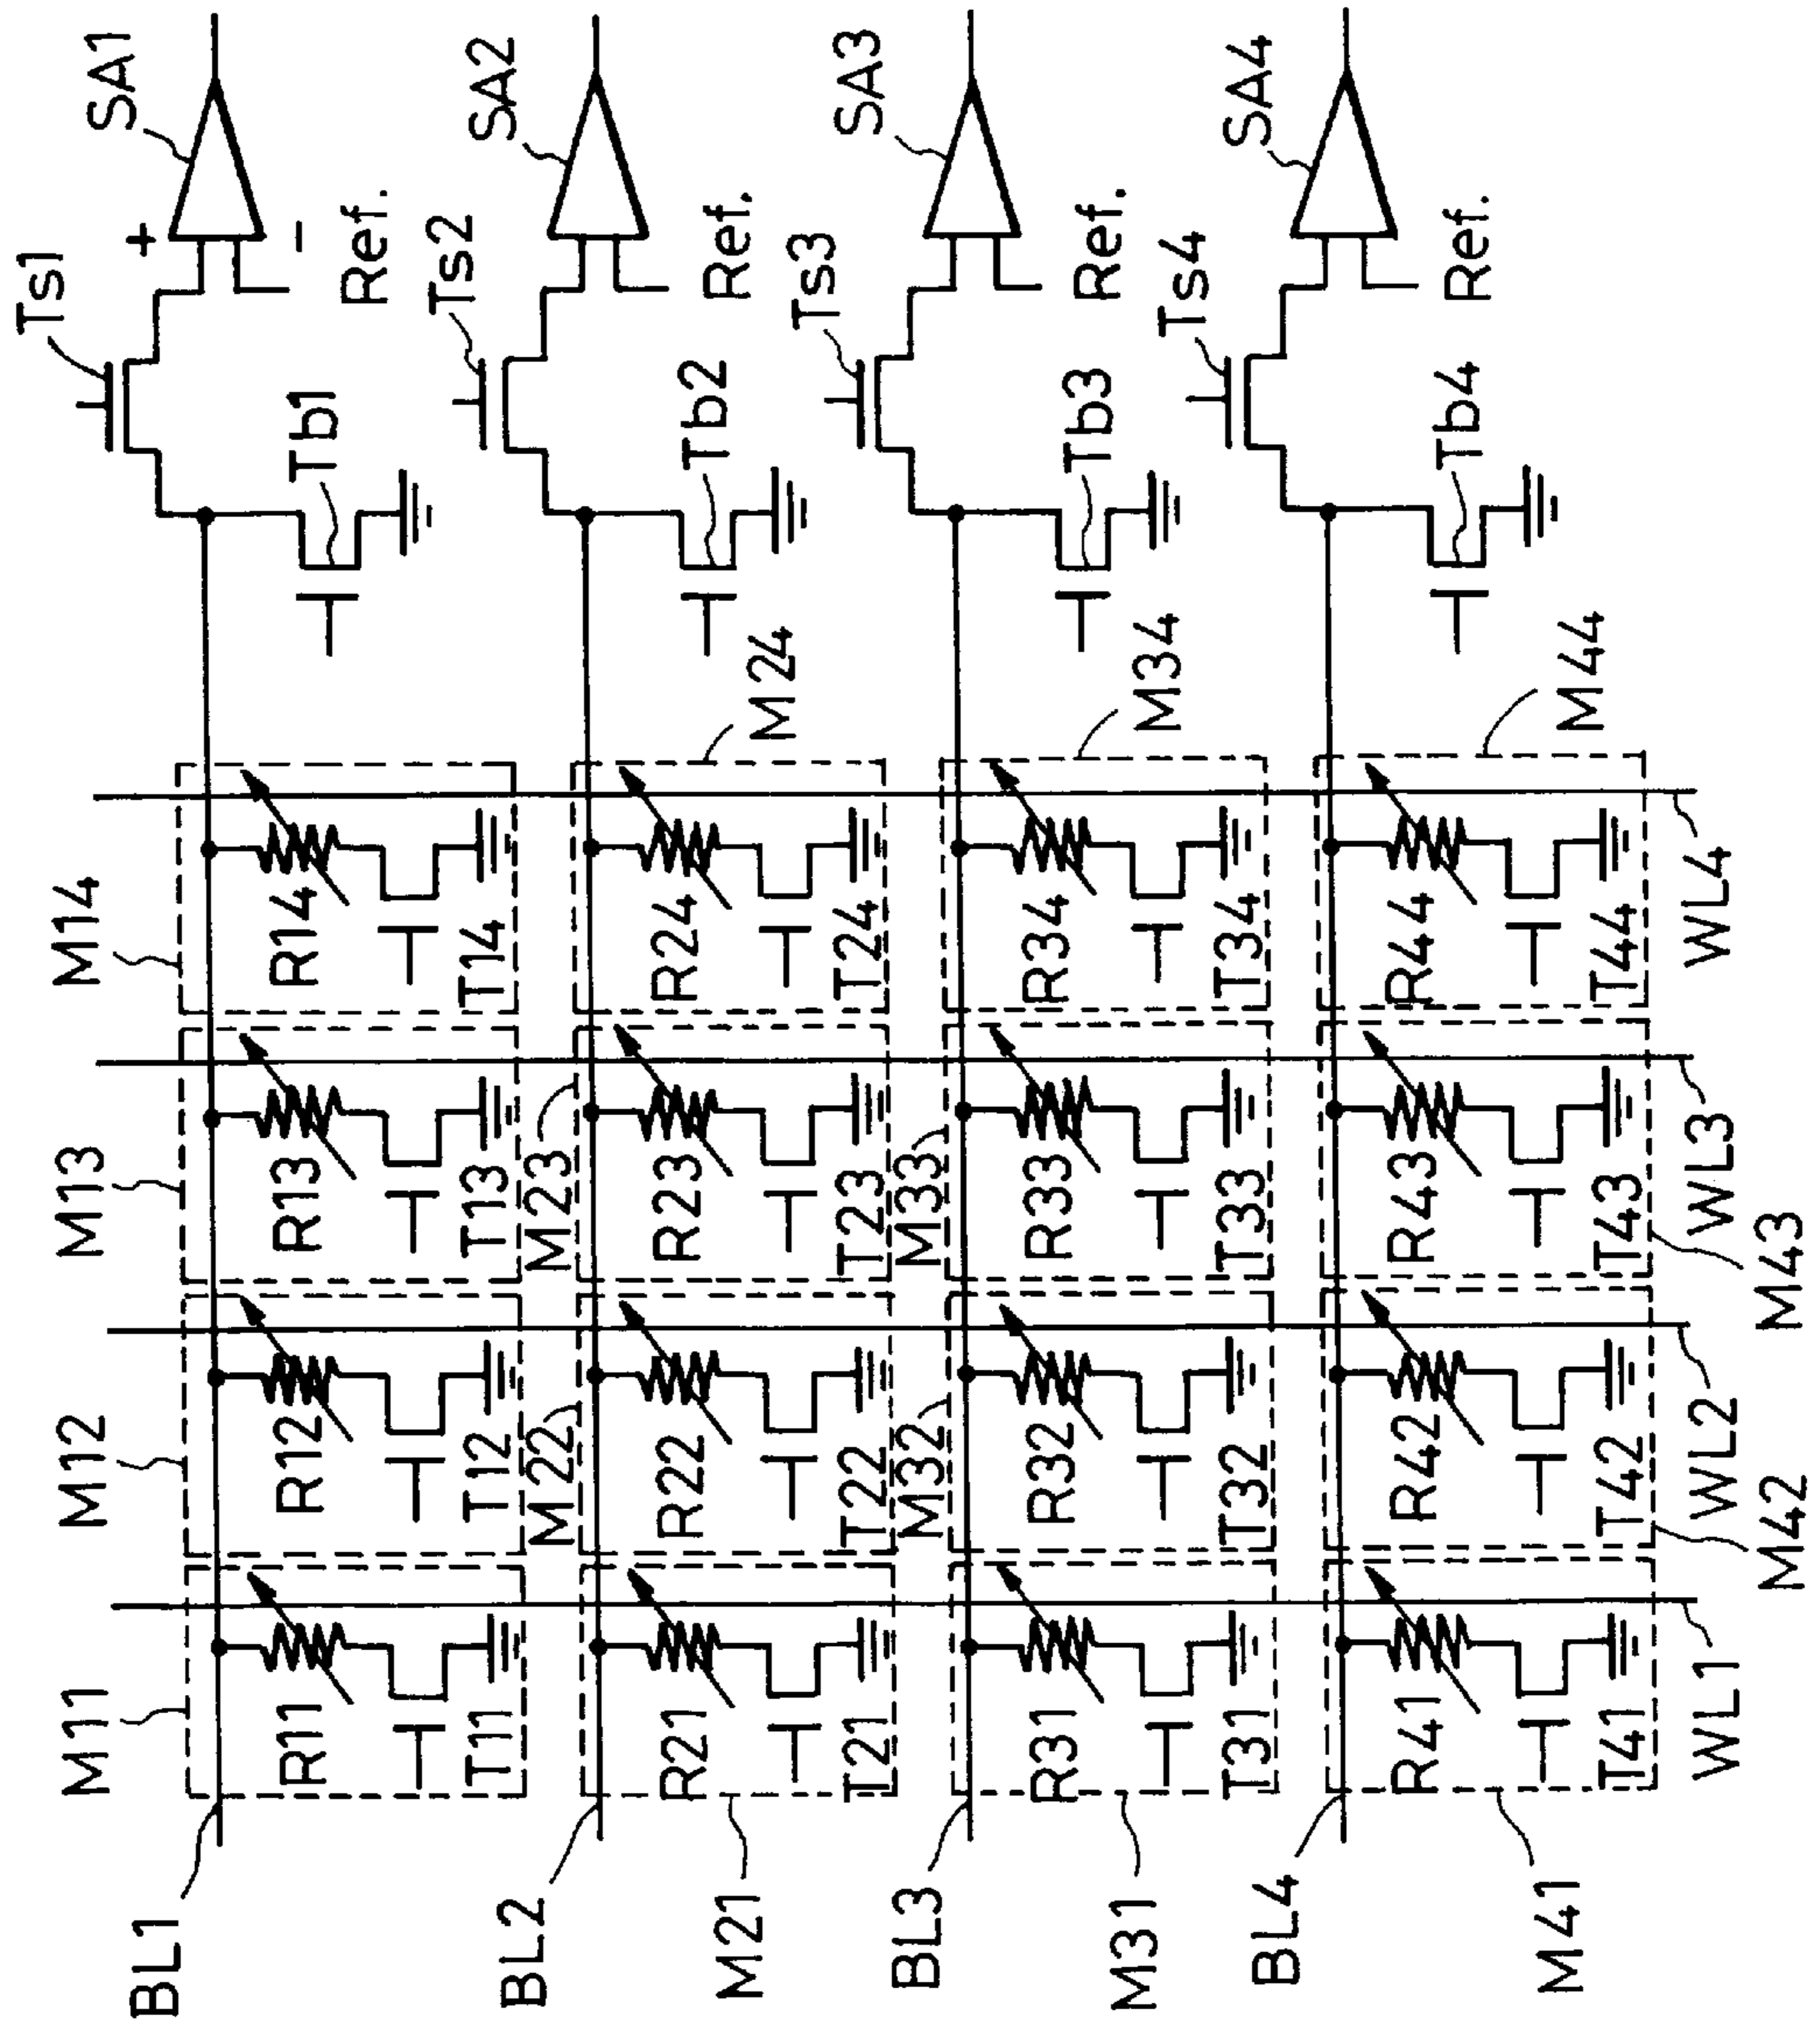 BL1
M11
M12
M13
M14
Ts1
SA1
+
−
Ref.
Tb1
R11
T11
R12
T12
R13
T13
R14
T14
BL2
M21
M22
M23
M24
Ts2
SA2
Ref.
Tb2
R21
T21
R22
T22
R23
T23
R24
T24
BL3
M31
M32
M33
M34
Ts3
SA3
Ref.
Tb3
R31
T31
R32
T32
R33
T33
R34
T34
BL4
M41
M42
M43
M44
Ts4
SA4
Ref.
Tb4
R41
T41
R42
T42
R43
T43
R44
T44
WL1
WL2
WL3
WL4